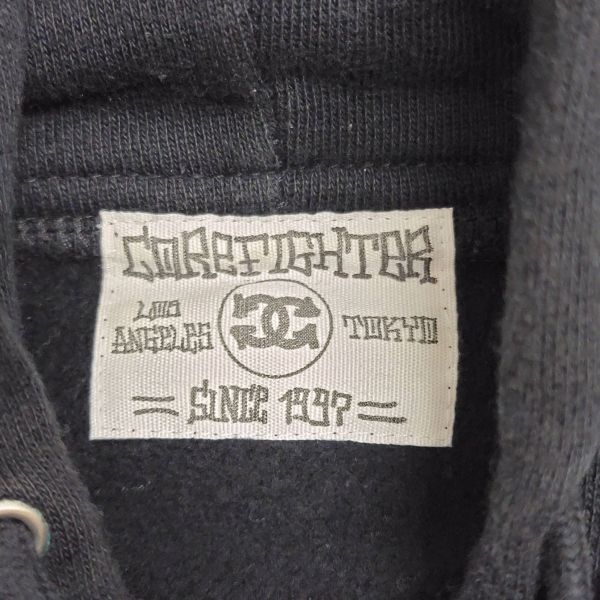 COREFIGHTER
LOS
ANGELES
TOKYO
SINCE 1997